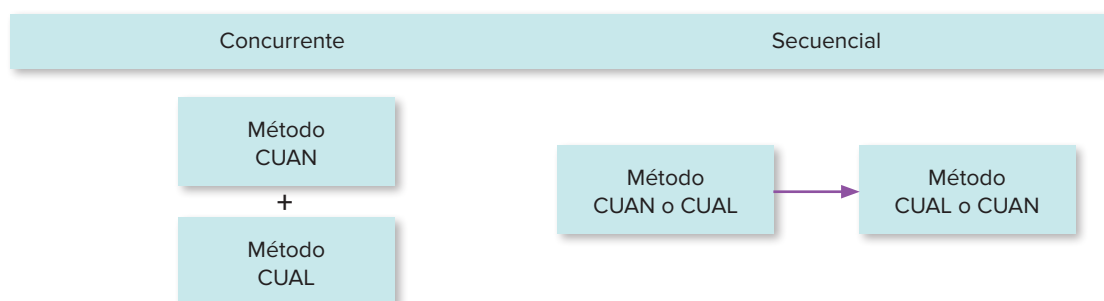 Concurrente
Secuencial
Método
CUAN
+
Método
CUAL
Método
CUAN o CUAL
Método
CUAL o CUAN